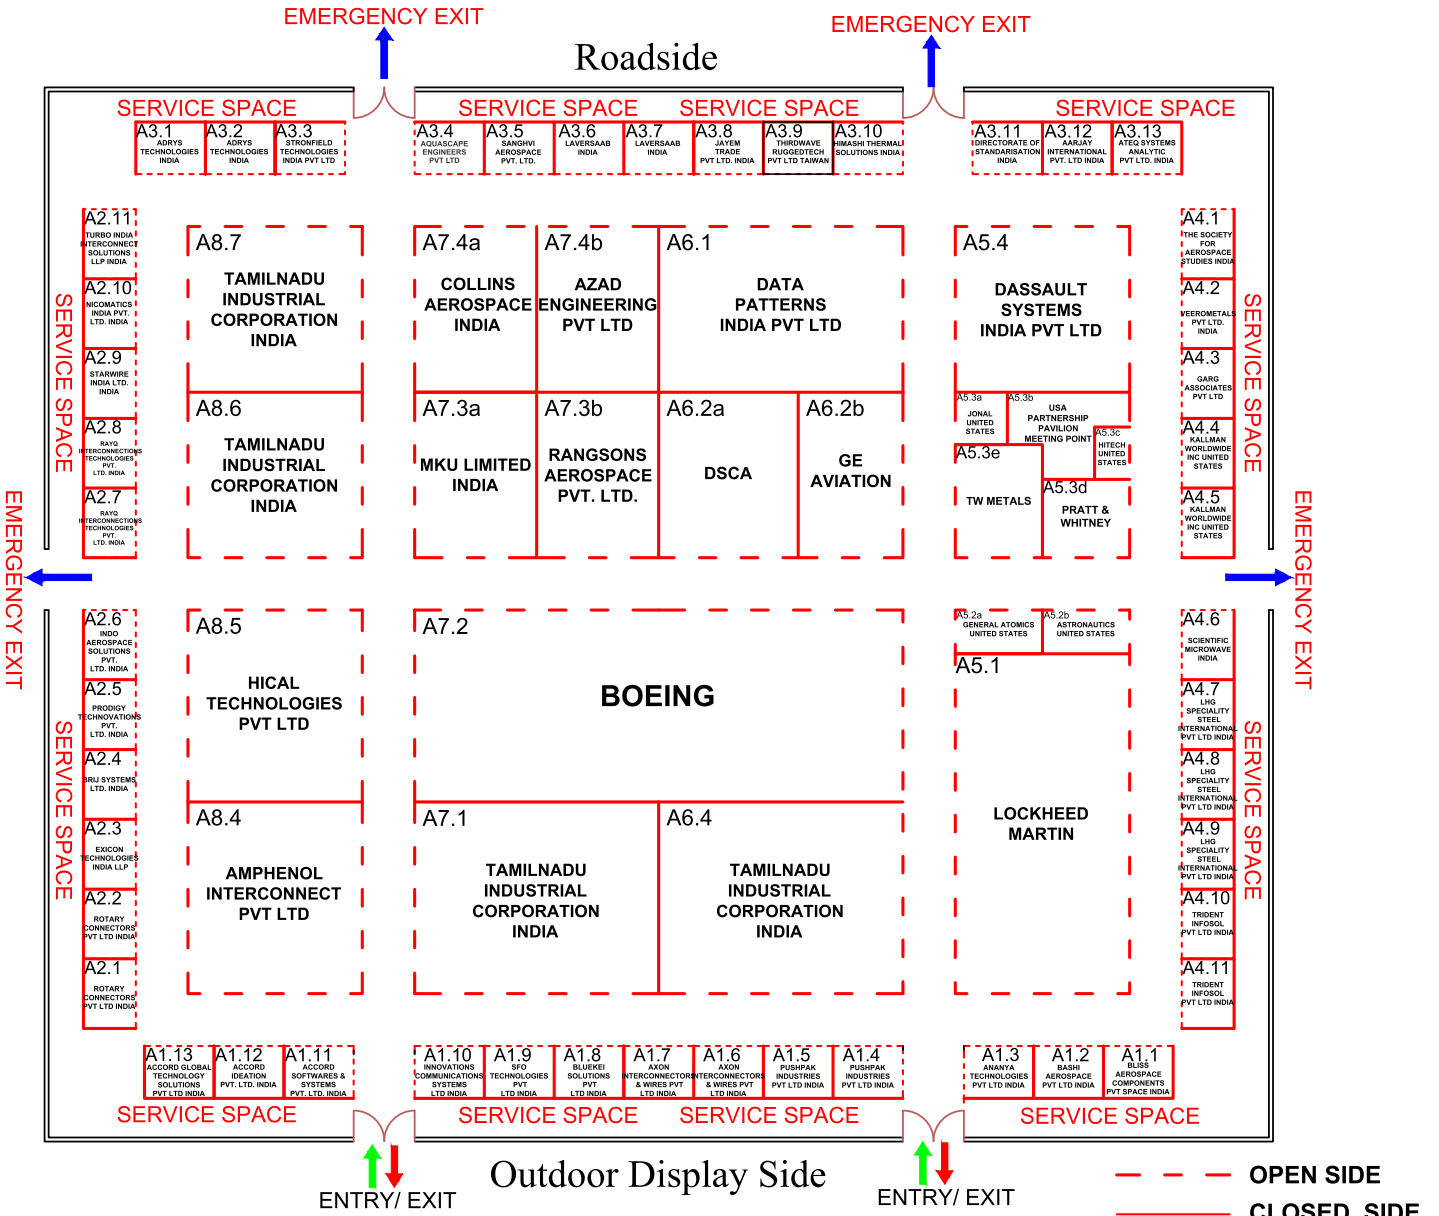 EMERGENCY EXIT
EMERGENCY EXIT
Roadside
SERVICE SPACE
SERVICE SPACE
SERVICE SPACE
SERVICE SPACE
A3.1
ADRYS
TECHNOLOGIES
INDIA
A3.2
ADRYS
TECHNOLOGIES
INDIA
A3.3
STRONFIELD
TECHNOLOGIES
INDIA PVT LTD
A3.4
AQUASCAPE
ENGINEERS
PVT LTD
A3.5
SANGHVI
AEROSPACE
PVT. LTD.
A3.6
LAVERSAAB
INDIA
A3.7
LAVERSAAB
INDIA
A3.8
JAYEM
TRADE
PVT LTD. INDIA
A3.9
THIRDWAVE
RUGGEDTECH
PVT LTD TAIWAN
A3.10
HIMASHI THERMAL
SOLUTIONS INDIA
A3.11
DIRECTORATE OF
STANDARISATION
INDIA
A3.12
AARJAY
INTERNATIONAL
PVT. LTD INDIA
A3.13
ATEQ SYSTEMS
ANALYTIC
PVT LTD. INDIA
A2.11
TURBO INDIA
INTERCONNECT
SOLUTIONS
LLP INDIA
A2.10
NICOMATICS
INDIA PVT.
LTD. INDIA
A2.9
STARWIRE
INDIA LTD.
INDIA
A2.8
RAYQ
INTERCONNECTIONS
TECHNOLOGIES
PVT.
LTD. INDIA
A2.7
RAYQ
INTERCONNECTIONS
TECHNOLOGIES
PVT.
LTD. INDIA
SERVICE SPACE
A8.7
TAMILNADU
INDUSTRIAL
CORPORATION
INDIA
A8.6
TAMILNADU
INDUSTRIAL
CORPORATION
INDIA
A7.4a
COLLINS
AEROSPACE
INDIA
A7.4b
AZAD
ENGINEERING
PVT LTD
A6.1
DATA
PATTERNS
INDIA PVT LTD
A7.3a
MKU LIMITED
INDIA
A7.3b
RANGSONS
AEROSPACE
PVT. LTD.
A6.2a
DSCA
A6.2b
GE
AVIATION
A5.4
DASSAULT
SYSTEMS
INDIA PVT LTD
A5.3a
JONAL
UNITED
STATES
A5.3b
USA
PARTNERSHIP
PAVILION
MEETING POINT
A5.3c
HITECH
UNITED
STATES
A5.3e
TW METALS
A5.3d
PRATT &
WHITNEY
A4.1
THE SOCIETY
FOR
AEROSPACE
STUDIES INDIA
A4.2
VEEROMETALS
PVT LTD.
INDIA
A4.3
GARG
ASSOCIATES
PVT LTD
A4.4
KALLMAN
WORLDWIDE
INC UNITED
STATES
A4.5
KALLMAN
WORLDWIDE
INC UNITED
STATES
SERVICE SPACE
EMERGENCY EXIT
EMERGENCY EXIT
A2.6
INDO
AEROSPACE
SOLUTIONS
PVT.
LTD. INDIA
A2.5
PRODIGY
TECHNOVATIONS
PVT.
LTD. INDIA
A2.4
BRIJ SYSTEMS
LTD. INDIA
A2.3
EXICON
TECHNOLOGIES
INDIA LLP
A2.2
ROTARY
CONNECTORS
PVT LTD INDIA
A2.1
ROTARY
CONNECTORS
PVT LTD INDIA
SERVICE SPACE
A8.5
HICAL
TECHNOLOGIES
PVT LTD
A8.4
AMPHENOL
INTERCONNECT
PVT LTD
A7.2
BOEING
A7.1
TAMILNADU
INDUSTRIAL
CORPORATION
INDIA
A6.4
TAMILNADU
INDUSTRIAL
CORPORATION
INDIA
A5.2a
GENERAL ATOMICS
UNITED STATES
A5.2b
ASTRONAUTICS
UNITED STATES
A5.1
LOCKHEED
MARTIN
A4.6
SCIENTIFIC
MICROWAVE
INDIA
A4.7
LHG
SPECIALITY
STEEL
INTERNATIONAL
PVT LTD INDIA
A4.8
LHG
SPECIALITY
STEEL
INTERNATIONAL
PVT LTD INDIA
A4.9
LHG
SPECIALITY
STEEL
INTERNATIONAL
PVT LTD INDIA
A4.10
TRIDENT
INFOSOL
PVT LTD INDIA
A4.11
TRIDENT
INFOSOL
PVT LTD INDIA
SERVICE SPACE
A1.13
ACCORD GLOBAL
TECHNOLOGY
SOLUTIONS
PVT LTD INDIA
A1.12
ACCORD
IDEATION
PVT. LTD. INDIA
A1.11
ACCORD
SOFTWARES &
SYSTEMS
PVT. LTD. INDIA
A1.10
INNOVATIONS
COMMUNICATIONS
SYSTEMS
LTD INDIA
A1.9
SFO
TECHNOLOGIES
PVT
LTD INDIA
A1.8
BLUEKEI
SOLUTIONS
PVT
LTD INDIA
A1.7
AXON
INTERCONNECTORS
& WIRES PVT
LTD INDIA
A1.6
AXON
INTERCONNECTORS
& WIRES PVT
LTD INDIA
A1.5
PUSHPAK
INDUSTRIES
PVT LTD INDIA
A1.4
PUSHPAK
INDUSTRIES
PVT LTD INDIA
A1.3
ANANYA
TECHNOLOGIES
PVT LTD INDIA
A1.2
BASHI
AEROSPACE
PVT LTD INDIA
A1.1
BLISS
AEROSPACE
COMPONENTS
PVT SPACE INDIA
SERVICE SPACE
SERVICE SPACE
SERVICE SPACE
SERVICE SPACE
Outdoor Display Side
ENTRY/ EXIT
ENTRY/ EXIT
OPEN SIDE
CLOSED SIDE